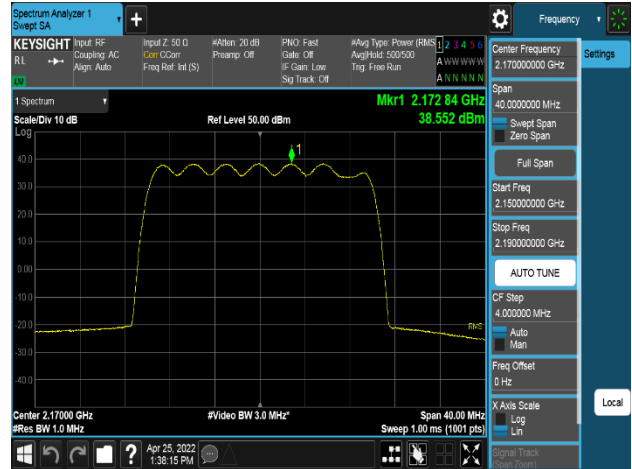 Spectrum Analyzer 1
Swept SA
Frequency
KEYSIGHT
Input: RF
Input Z: 50 Ω
#Atten: 20 dB
PNO: Fast
#Avg Type: Power (RMS
1 2 3 4 5 6
RL
Coupling: AC
Corr CCorr
Preamp: Off
Gate: Off
Avg|Hold: 500/500
A W W W W W
Align: Auto
Freq Ref: Int (S)
IF Gain: Low
Trig: Free Run
Sig Track: Off
A N N N N N
1 Spectrum
Mkr1 2.172 84 GHz
Scale/Div 10 dB
Ref Level 50.00 dBm
38.552 dBm
Log
1
40.0
30.0
20.0
10.0
0.00
-10.0
-20.0
RMS
-30.0
-40.0
Center 2.17000 GHz
#Video BW 3.0 MHz*
Span 40.00 MHz
#Res BW 1.0 MHz
Sweep 1.00 ms (1001 pts)
Apr 25, 2022
1:38:15 PM
Center Frequency
2.170000000 GHz
Settings
Span
40.0000000 MHz
Swept Span
Zero Span
Full Span
Start Freq
2.150000000 GHz
Stop Freq
2.190000000 GHz
AUTO TUNE
CF Step
4.000000 MHz
Auto
Man
Freq Offset
0 Hz
X Axis Scale
Log
Lin
Local
Signal Track
(Span Zoom)